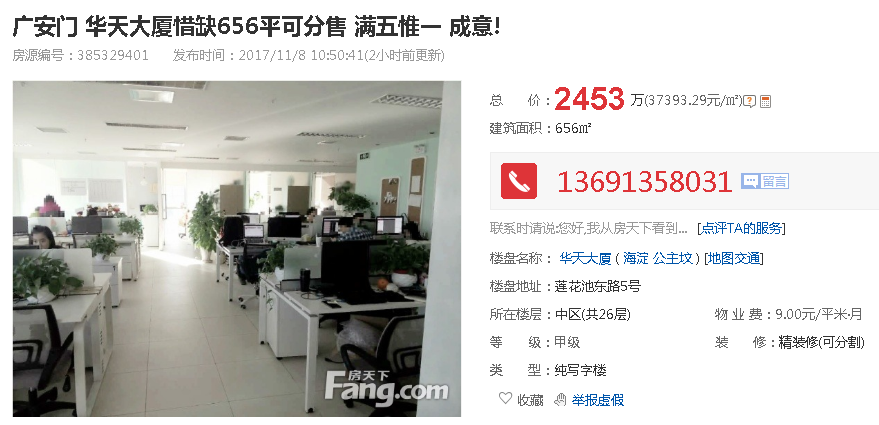 广安门 华天大厦惜缺656平可分售 满五惟一 成意!
房源编号：385329401 发布时间：2017/11/8 10:50:41(2小时前更新)
总 价：2453 万(37393.29元/㎡)
建筑面积：656㎡
13691358031 留言
联系时请说:您好,我从房天下看到... [点评TA的服务]
楼盘名称： 华天大厦 ( 海淀 公主坟 ) [地图交通]
楼盘地址：莲花池东路5号
所在楼层：中区(共26层) 物 业 费：9.00元/平米·月
等 级：甲级 装 修：精装修(可分割)
类 型：纯写字楼
收藏 举报虚假
房天下
Fang.com